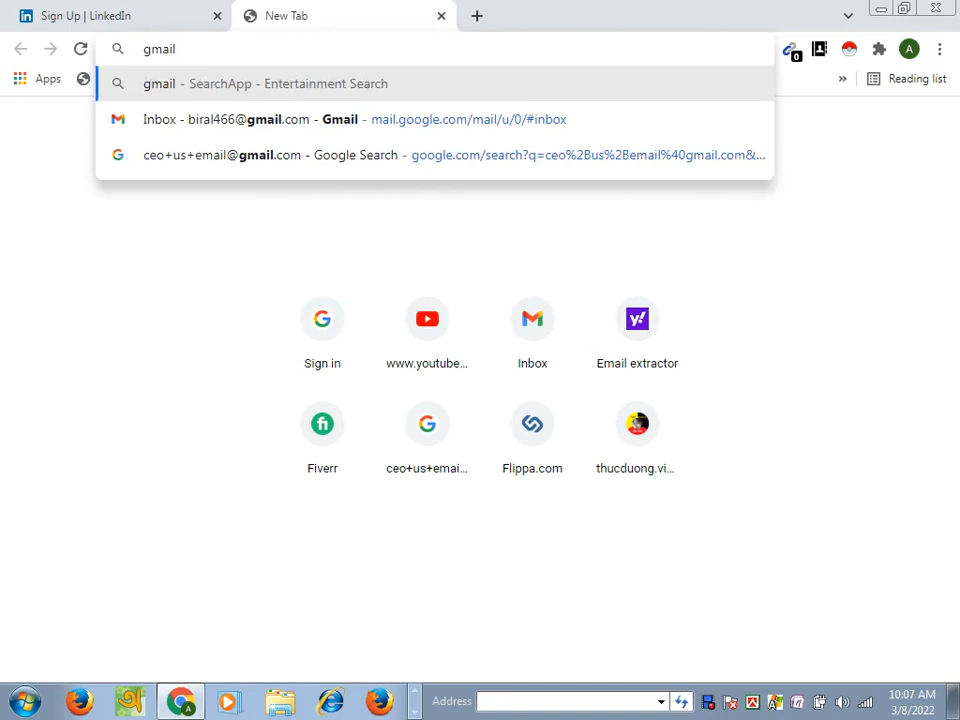 Sign Up | LinkedIn
New Tab
gmail
Apps
0
A
Reading list
gmail - SearchApp - Entertainment Search
Inbox - biral466@gmail.com - Gmail - mail.google.com/mail/u/0/#inbox
ceo+us+email@gmail.com - Google Search - google.com/search?q=ceo%2Bus%2Bemail%40gmail.com&...
Sign in
www.youtube...
Inbox
Email extractor
Fiverr
ceo+us+emai...
Flippa.com
thucduong.vi...
Address
10:07 AM
3/8/2022